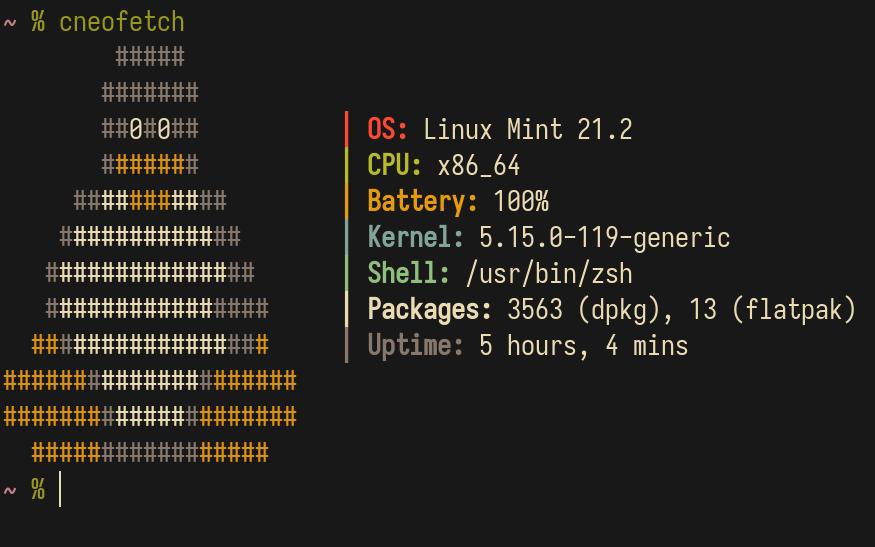 ~ % cneofetch
        #####
       #######
       ##0#0##          | OS: Linux Mint 21.2
       #######          | CPU: x86_64
     ###########        | Battery: 100%
    #############       | Kernel: 5.15.0-119-generic
   ###############      | Shell: /usr/bin/zsh
   ################     | Packages: 3563 (dpkg), 13 (flatpak)
  #################     | Uptime: 5 hours, 4 mins
#####################
#####################
  #################
~ %